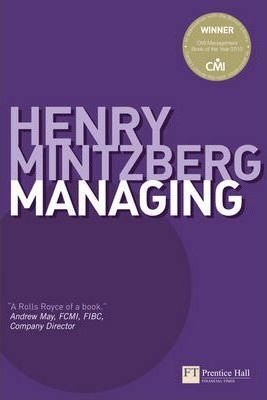 WINNER
CMI Management
Book of the Year 2010
CMI
HENRY
MINTZBERG
MANAGING
"A Rolls Royce of a book."
Andrew May, FCMI, FIBC,
Company Director
FT Prentice Hall
FINANCIAL TIMES